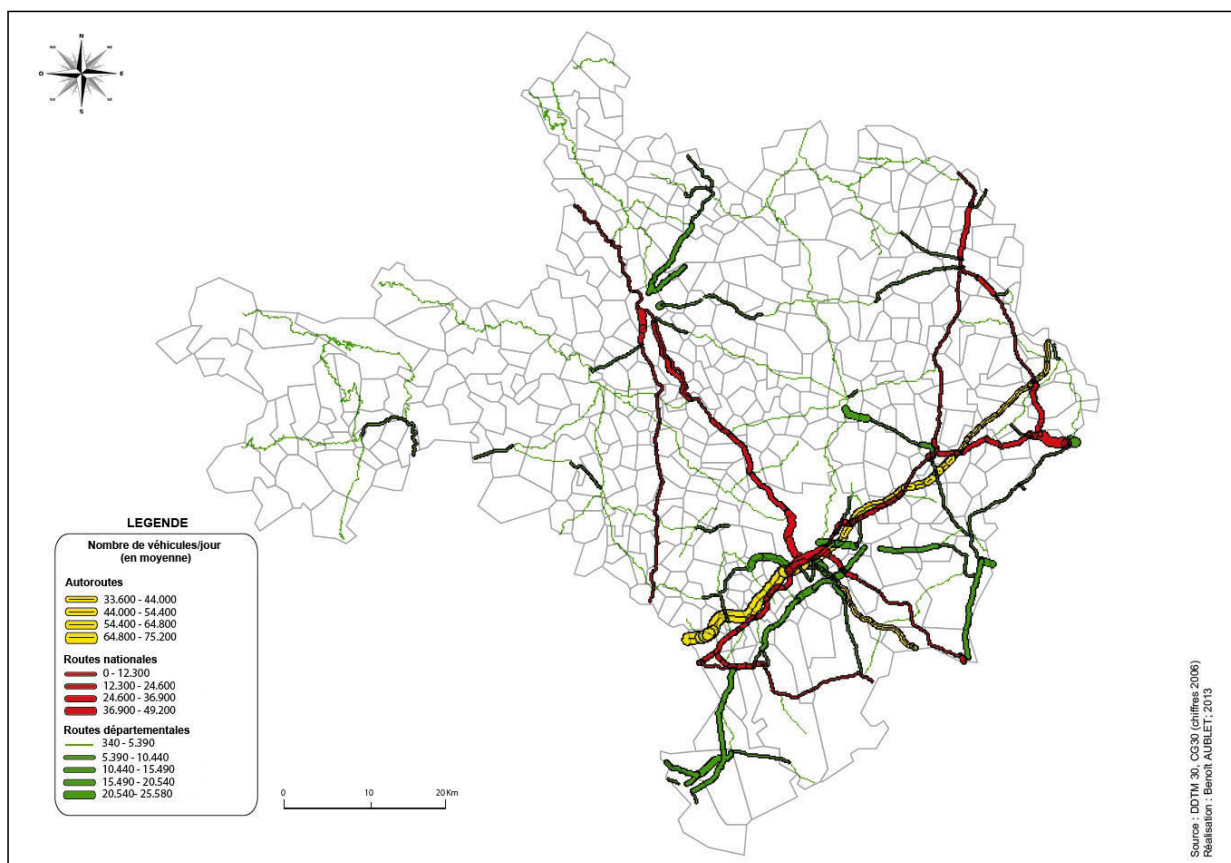 N
O
E
S
LEGENDE
Nombre de véhicules/jour
(en moyenne)
Autoroutes
33.600 - 44.000
44.000 - 54.400
54.400 - 64.800
64.800 - 75.200
Routes nationales
0 - 12.300
12.300 - 24.600
24.600 - 36.900
36.900 - 49.200
Routes départementales
340 - 5.390
5.390 - 10.440
10.440 - 15.490
15.490 - 20.540
20.540- 25.580
0 10 20 Km
Source : DDTM 30, CG30 (chiffres 2006)
Réalisation : Benoît AUBLET; 2013